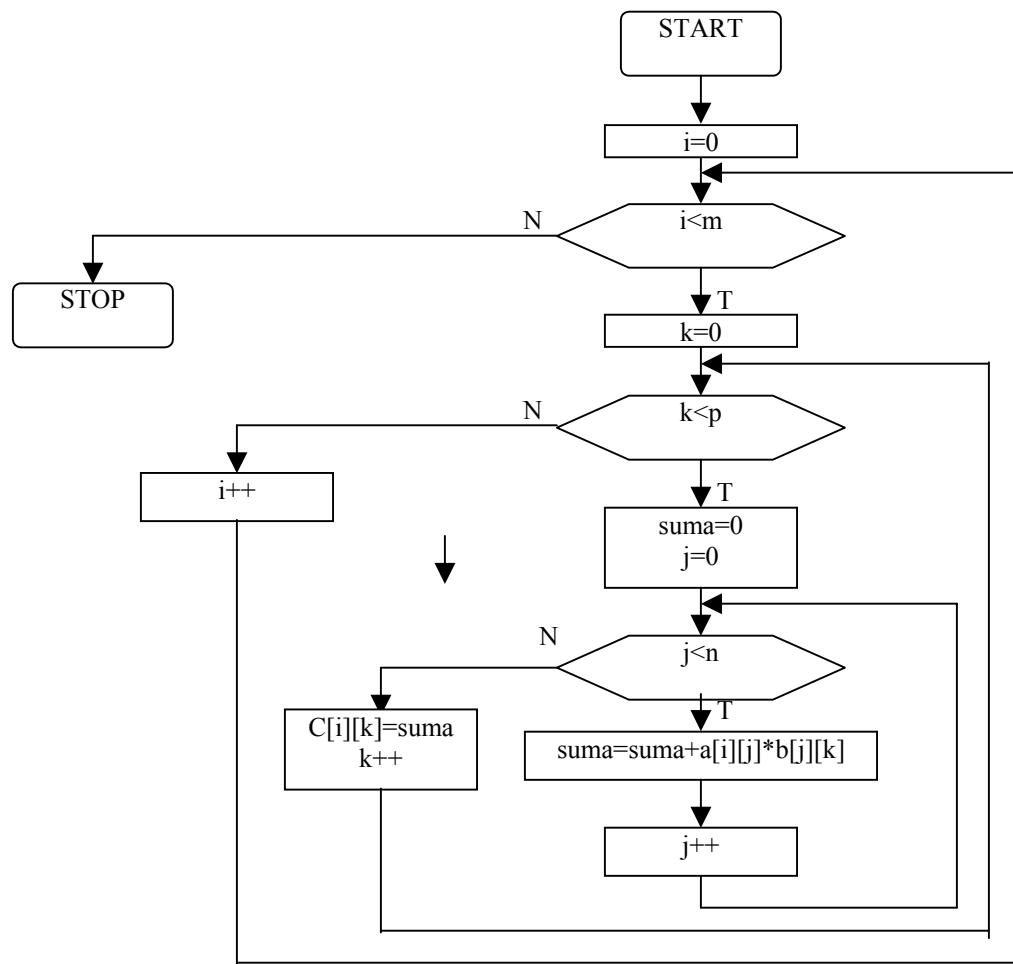 START
i=0
N
i<m
STOP
T
k=0
N
k<p
i++
T
suma=0
j=0
N
j<n
T
C[i][k]=suma
k++
suma=suma+a[i][j]*b[j][k]
j++